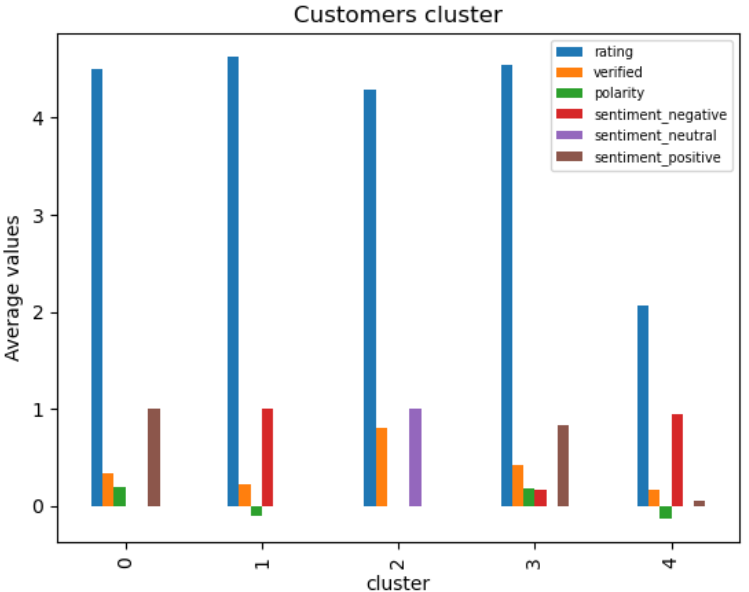 Customers cluster
rating
verified
polarity
sentiment_negative
sentiment_neutral
sentiment_positive
Average values
4
3
2
1
0
0
1
2
3
4
cluster